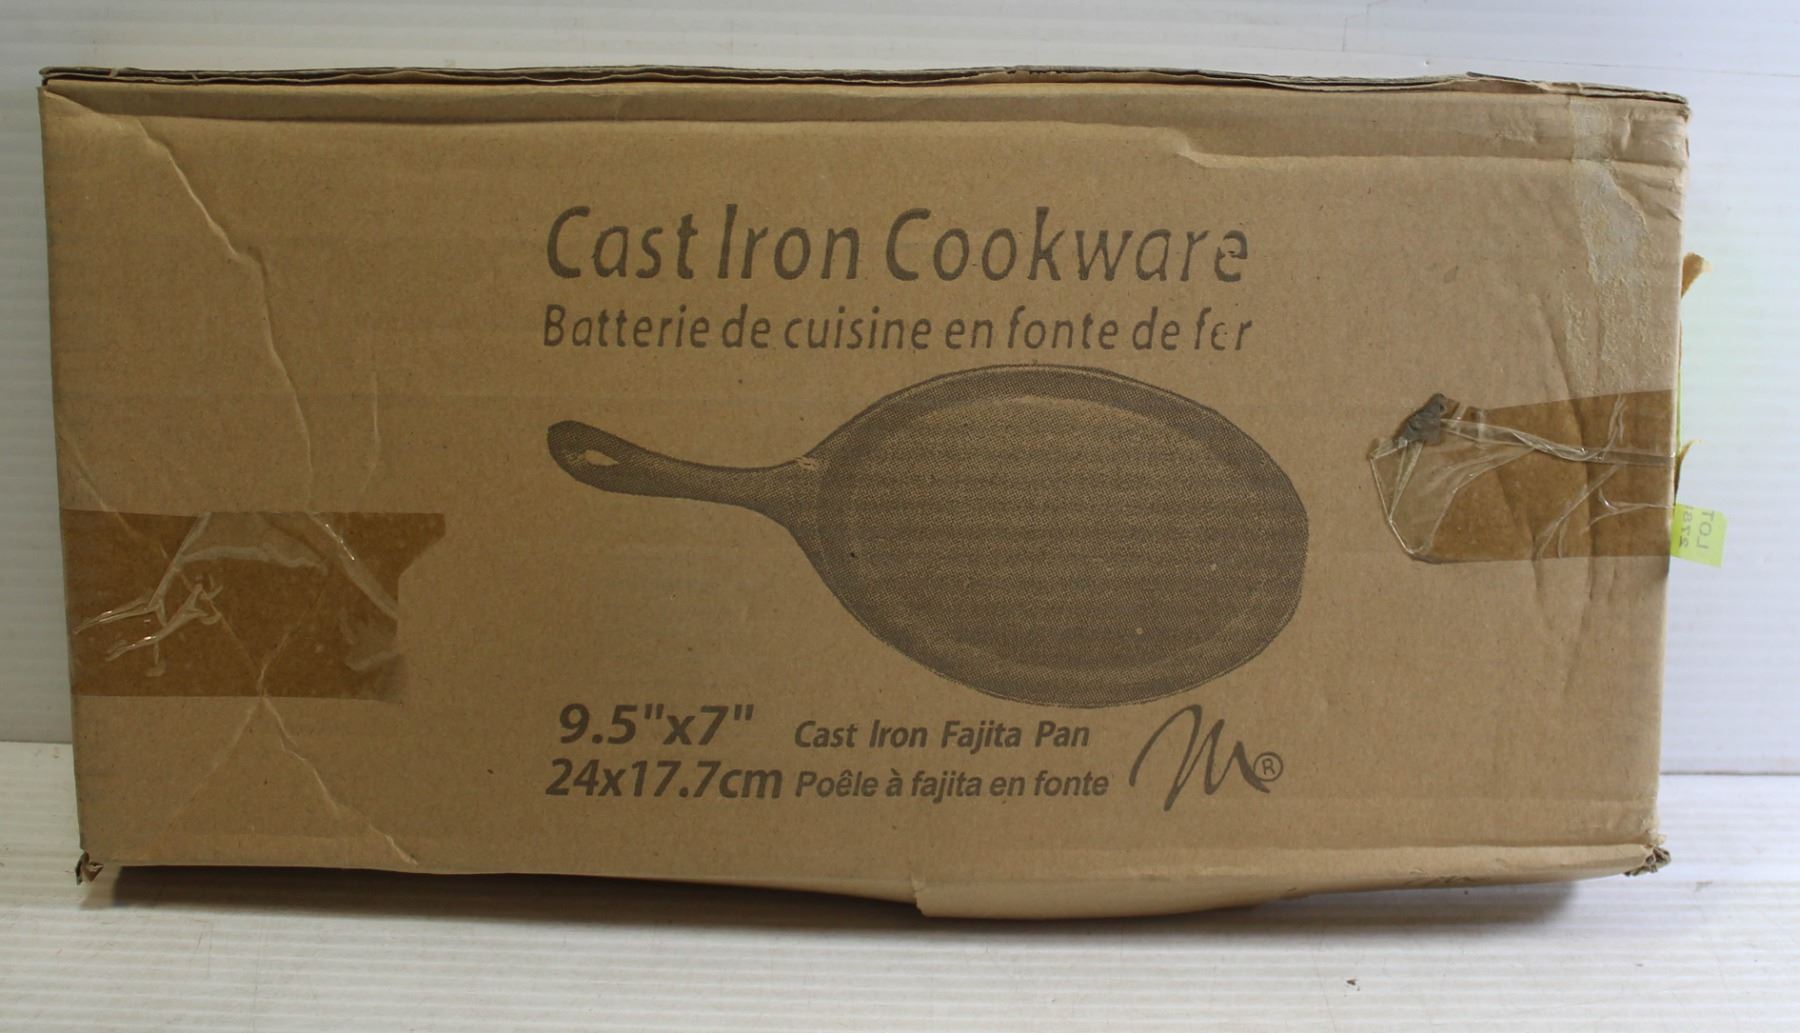 Cast Iron Cookware
Batterie de cuisine en fonte de fer
9.5"x7" Cast Iron Fajita Pan
24x17.7cm Poêle à fajita en fonte
M®
LOT